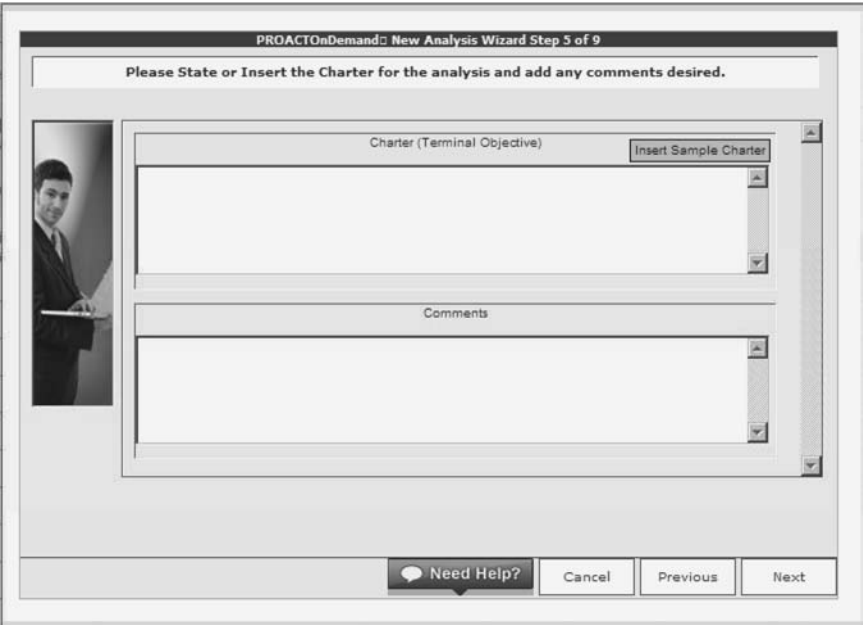 PROACTOnDemand□ New Analysis Wizard Step 5 of 9
Please State or Insert the Charter for the analysis and add any comments desired.
Charter (Terminal Objective)
Insert Sample Charter
Comments
Need Help?
Cancel
Previous
Next